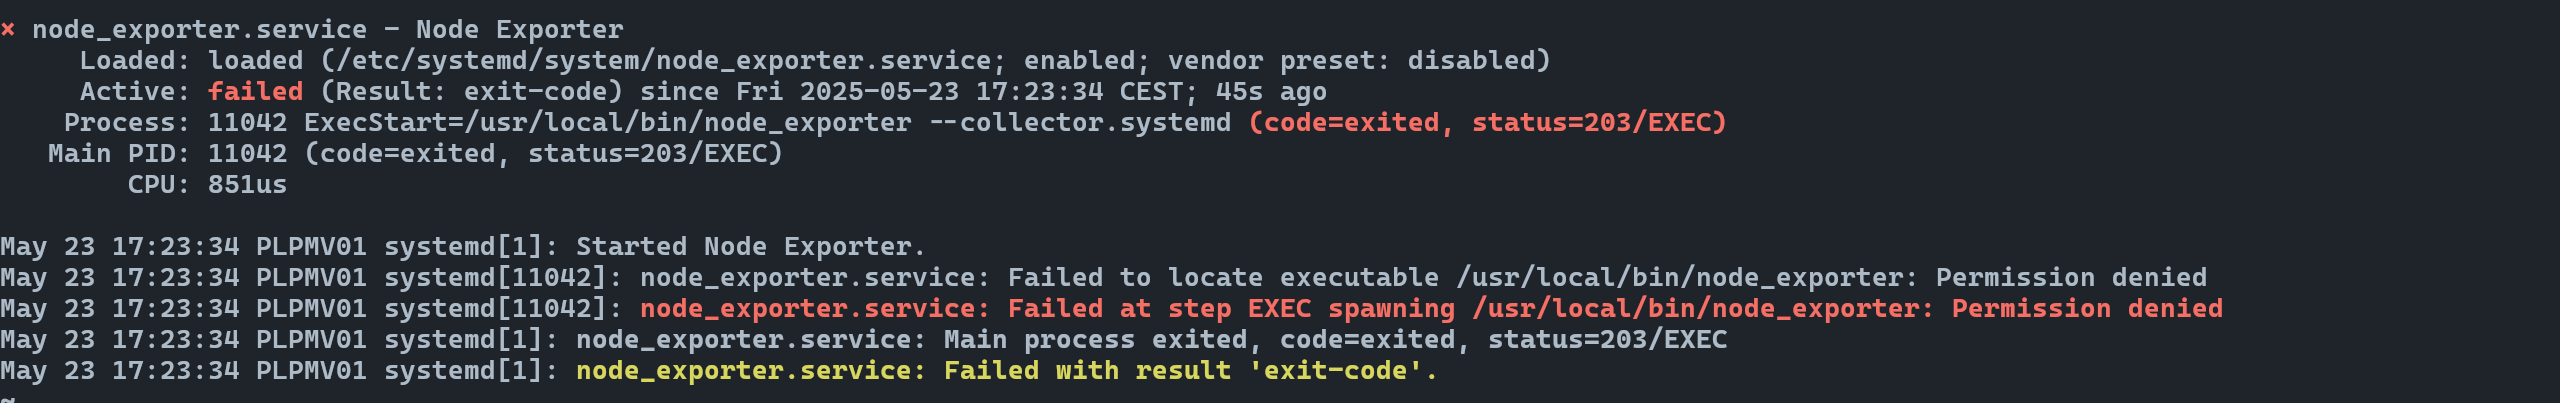 × node_exporter.service - Node Exporter
     Loaded: loaded (/etc/systemd/system/node_exporter.service; enabled; vendor preset: disabled)
     Active: failed (Result: exit-code) since Fri 2025-05-23 17:23:34 CEST; 45s ago
    Process: 11042 ExecStart=/usr/local/bin/node_exporter --collector.systemd (code=exited, status=203/EXEC)
   Main PID: 11042 (code=exited, status=203/EXEC)
        CPU: 851us

May 23 17:23:34 PLPMV01 systemd[1]: Started Node Exporter.
May 23 17:23:34 PLPMV01 systemd[11042]: node_exporter.service: Failed to locate executable /usr/local/bin/node_exporter: Permission denied
May 23 17:23:34 PLPMV01 systemd[11042]: node_exporter.service: Failed at step EXEC spawning /usr/local/bin/node_exporter: Permission denied
May 23 17:23:34 PLPMV01 systemd[1]: node_exporter.service: Main process exited, code=exited, status=203/EXEC
May 23 17:23:34 PLPMV01 systemd[1]: node_exporter.service: Failed with result 'exit-code'.
~